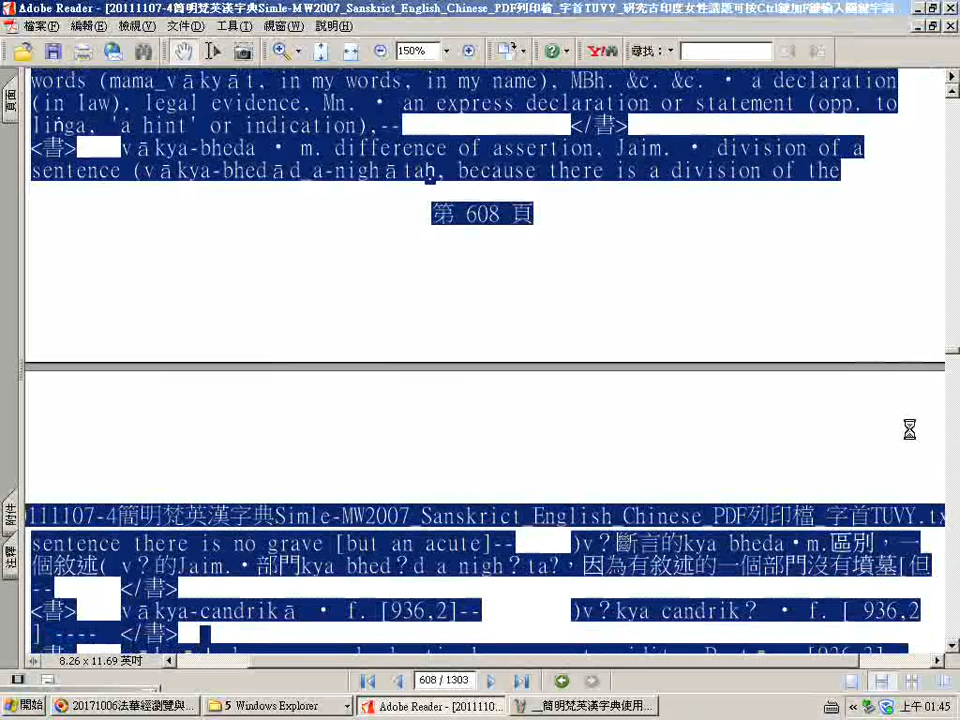 Adobe Reader - [20111107-4簡明梵英漢字典Simle-MW2007_Sanskrict_English_Chinese_PDF列印檔_字首TUVY_研究古印度女性議題可按Ctrl鍵加F鍵輸入關鍵字詞
檔案(F) 編輯(E) 檢視(V) 文件(D) 工具(T) 視窗(W) 說明(H)
150% 尋找：
頁面
words (mama_vākyāt, in my words, in my name), MBh. &c. &c. • a declaration
(in law), legal evidence, Mn. • an express declaration or statement (opp. to
liṅga, 'a hint' or indication),-- </書>
<書> vākya-bheda • m. difference of assertion, Jaim. • division of a
sentence (vākya-bhedād_a-nighātaḥ, because there is a division of the
第 608 頁
附件
注釋
111107-4簡明梵英漢字典Simle-MW2007_Sanskrict_English_Chinese_PDF列印檔_字首TUVY.tx
sentence there is no grave [but an acute]-- )v？斷言的kya bheda•m.區別，一
個敘述( v？的Jaim.•部門kya bhed？d a nigh？ta?，因為有敘述的一個部門沒有墳墓[但
-- </書>
<書> vākya-candrikā • f. [936,2]-- )v？kya candrik？ • f. [ 936,2
] ---- </書>
8.26 x 11.69 英吋
608 / 1303
開始 20171006法華經瀏覽與... 5 Windows Explorer Adobe Reader - [2011110... __簡明梵英漢字典使用... 上午 01:45